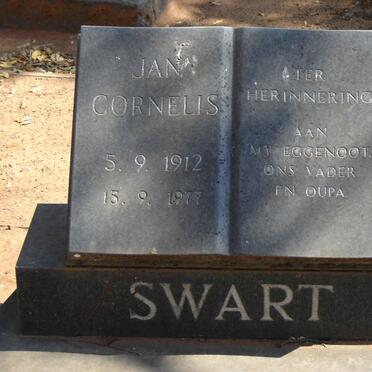 JAN
CORNELIS
5. 9. 1912
15. 9. 1977
TER
HERINNERING
AAN
MY EGGENOOT,
ONS VADER
EN OUPA
SWART